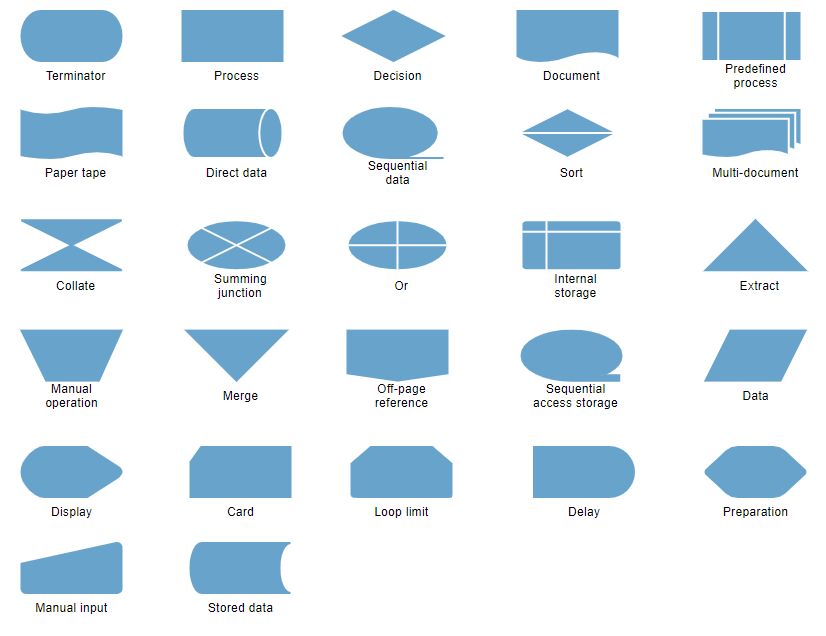 Terminator
Process
Decision
Document
Predefined
process
Paper tape
Direct data
Sequential
data
Sort
Multi-document
Collate
Summing
junction
Or
Internal
storage
Extract
Manual
operation
Merge
Off-page
reference
Sequential
access storage
Data
Display
Card
Loop limit
Delay
Preparation
Manual input
Stored data